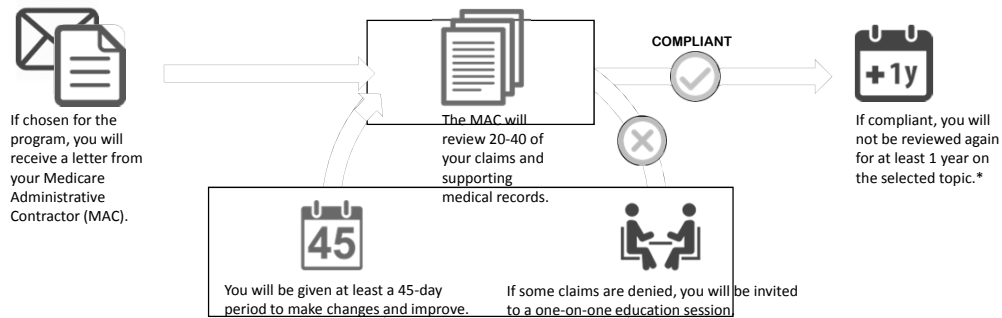 If chosen for the
program, you will
receive a letter from
your Medicare
Administrative
Contractor (MAC).
The MAC will
review 20-40 of
your claims and
supporting
medical records.
COMPLIANT
+1y
If compliant, you will
not be reviewed again
for at least 1 year on
the selected topic.*
45
You will be given at least a 45-day
period to make changes and improve.
If some claims are denied, you will be invited
to a one-on-one education session.